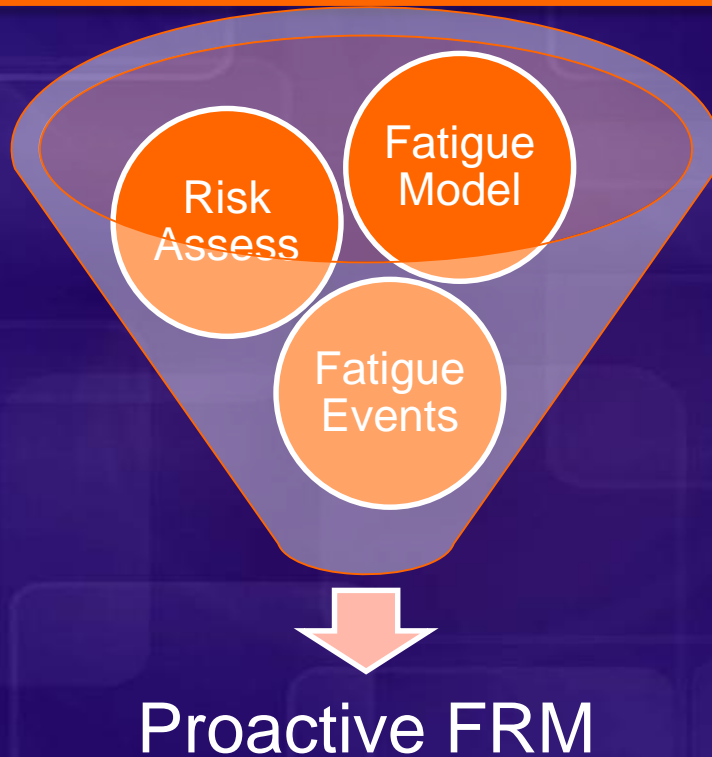 Fatigue
Model
Risk
Assess
Fatigue
Events
Proactive FRM